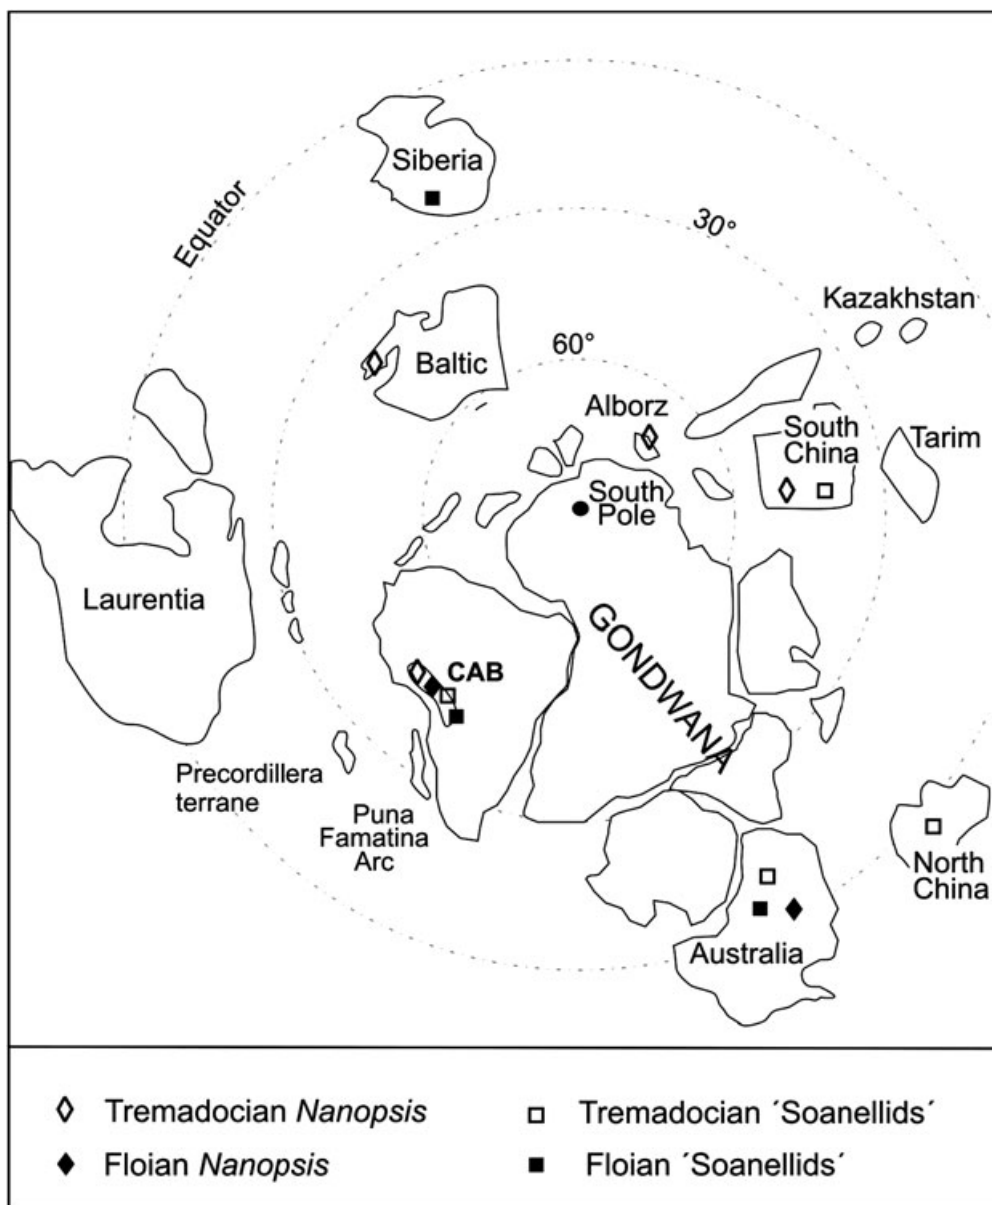 Siberia
Equator
30°
Kazakhstan
60°
Baltic
Alborz
South
China
Tarim
South
Pole
Laurentia
GONDWANA
CAB
Precordillera
terrane
Puna
Famatina
Arc
North
China
Australia
Tremadocian Nanopsis
Tremadocian ´Soanellids´
Floian Nanopsis
Floian ´Soanellids´